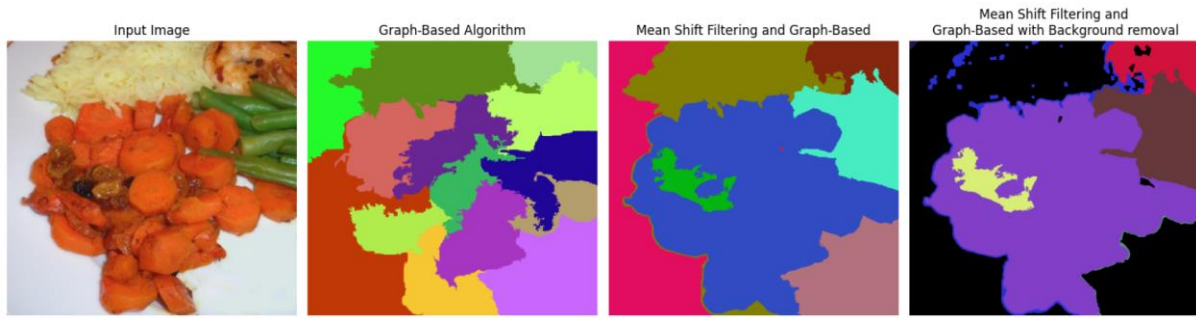 Input Image
Graph-Based Algorithm
Mean Shift Filtering and Graph-Based
Mean Shift Filtering and
Graph-Based with Background removal